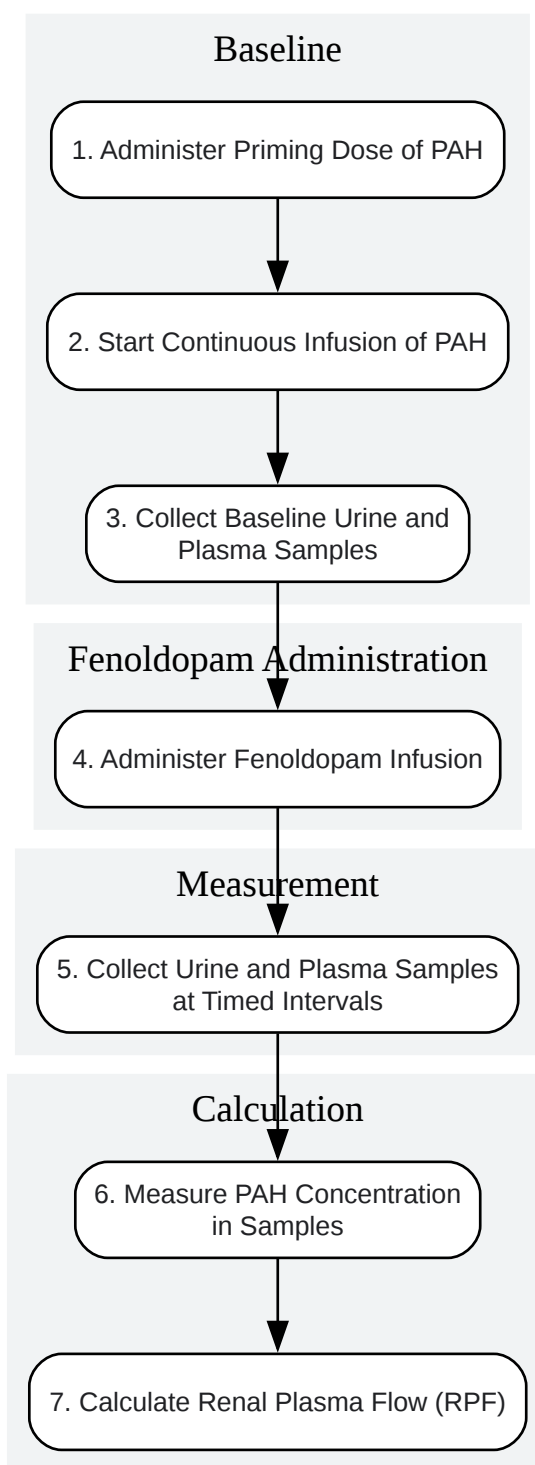 Baseline
1. Administer Priming Dose of PAH
2. Start Continuous Infusion of PAH
3. Collect Baseline Urine and
Plasma Samples
Fenoldopam Administration
4. Administer Fenoldopam Infusion
Measurement
5. Collect Urine and Plasma Samples
at Timed Intervals
Calculation
6. Measure PAH Concentration
in Samples
7. Calculate Renal Plasma Flow (RPF)